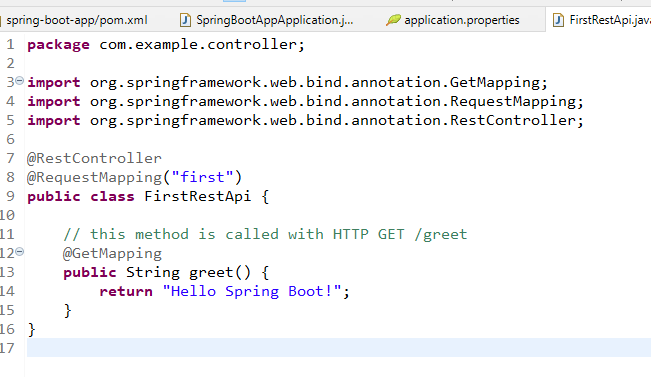 spring-boot-app/pom.xml SpringBootAppApplication.j... application.properties FirstRestApi.java
1 package com.example.controller;
2
3 import org.springframework.web.bind.annotation.GetMapping;
4 import org.springframework.web.bind.annotation.RequestMapping;
5 import org.springframework.web.bind.annotation.RestController;
6
7 @RestController
8 @RequestMapping("first")
9 public class FirstRestApi {
10
11 // this method is called with HTTP GET /greet
12 @GetMapping
13 public String greet() {
14 return "Hello Spring Boot!";
15 }
16 }
17